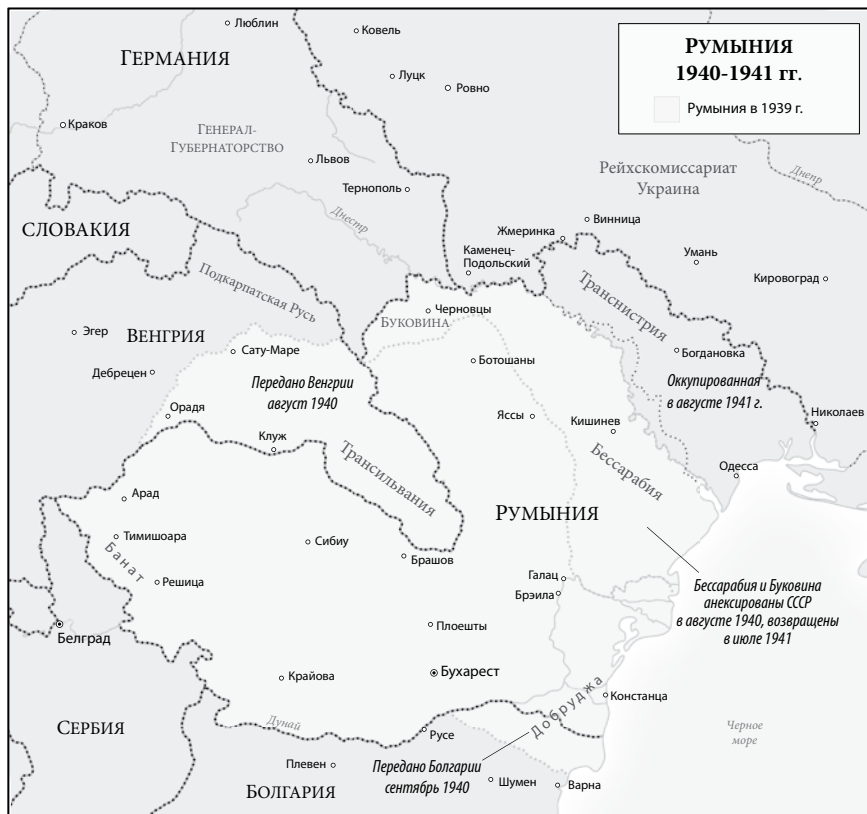 РУМЫНИЯ
1940-1941 гг.
Румыния в 1939 г.
Люблин
Ковель
ГЕРМАНИЯ
Луцк
Ровно
Краков
ГЕНЕРАЛ-
ГУБЕРНАТОРСТВО
Львов
Тернополь
Рейхскомиссариат
Украина
Днепр
СЛОВАКИЯ
Днестр
Винница
Жмеринка
Каменец-
Подольский
Умань
Кировоград
Подкарпатская Русь
Транснистрия
Черновцы
БУКОВИНА
Эгер
ВЕНГРИЯ
Сату-Маре
Ботошаны
Богдановка
Дебрецен
Передано Венгрии
август 1940
Оккупированная
в августе 1941 г.
Орадя
Яссы
Кишинев
Николаев
Клуж
Трансильвания
Бессарабия
Одесса
Арад
РУМЫНИЯ
Тимишоара
Сибиу
Брашов
Банат
Решица
Галац
Брэила
Бессарабия и Буковина
анексированы СССР
в августе 1940, возвращены
в июле 1941
Белград
Плоешты
Крайова
Бухарест
Добруджа
Констанца
СЕРБИЯ
Дунай
Русе
Черное
море
Плевен
Передано Болгарии
сентябрь 1940
Шумен
Варна
БОЛГАРИЯ